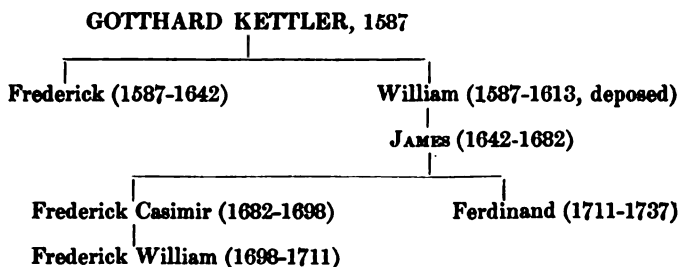 GOTTHARD KETTLER, 1587
Frederick (1587-1642) William (1587-1613, deposed)
JAMES (1642-1682)
Frederick Casimir (1682-1698) Ferdinand (1711-1737)
Frederick William (1698-1711)